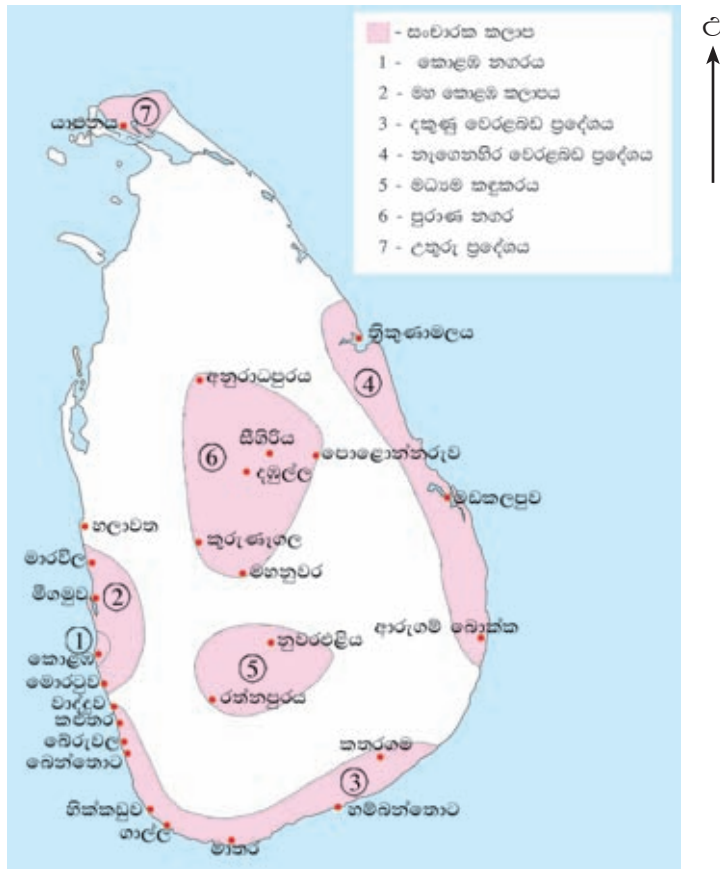 - සංචාරක කලාප
1 - කොළඹ නගරය
2 - මහ කොළඹ කලාපය
3 - දකුණු වෙරළබඩ ප්‍රදේශය
4 - නැගෙනහිර වෙරළබඩ ප්‍රදේශය
5 - මධ්‍යම කඳුකරය
6 - පුරාණ නගර
7 - උතුරු ප්‍රදේශය
උ
7
යාපනය
ත්‍රිකුණාමලය
අනුරාධපුරය
4
සීගිරිය
6
පොළොන්නරුව
දඹුල්ල
මඩකලපුව
හලාවත
කුරුණෑගල
මාරවිල
මහනුවර
මීගමුව
2
ආරුගම් බොක්ක
1
නුවරඑළිය
කොළඹ
5
මොරටුව
රත්නපුරය
වාද්දුව
කළුතර
බේරුවල
කතරගම
බෙන්තොට
3
හික්කඩුව
හම්බන්තොට
ගාල්ල
මාතර